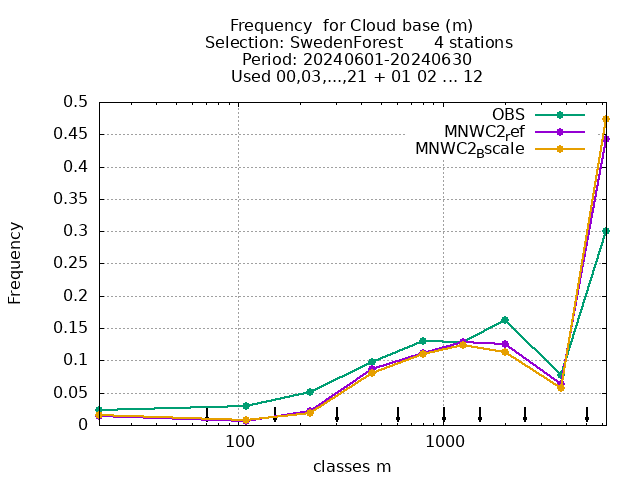 Frequency  for Cloud base (m)
Selection: SwedenForest      4 stations
Period: 20240601-20240630
Used 00,03,...,21 + 01 02 ... 12
0.5
0.45
0.4
0.35
0.3
0.25
0.2
0.15
0.1
0.05
0
Frequency
OBS
MNWC2ref
MNWC2Bscale
100
1000
classes m